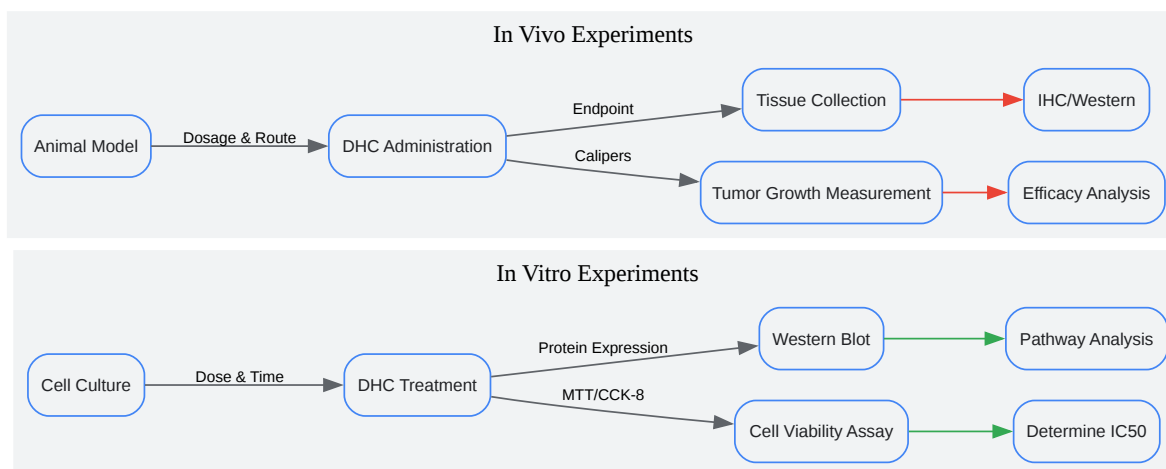 In Vivo Experiments
Animal Model
Dosage & Route
DHC Administration
Endpoint
Tissue Collection
IHC/Western
Calipers
Tumor Growth Measurement
Efficacy Analysis
In Vitro Experiments
Cell Culture
Dose & Time
DHC Treatment
Protein Expression
Western Blot
Pathway Analysis
MTT/CCK-8
Cell Viability Assay
Determine IC50